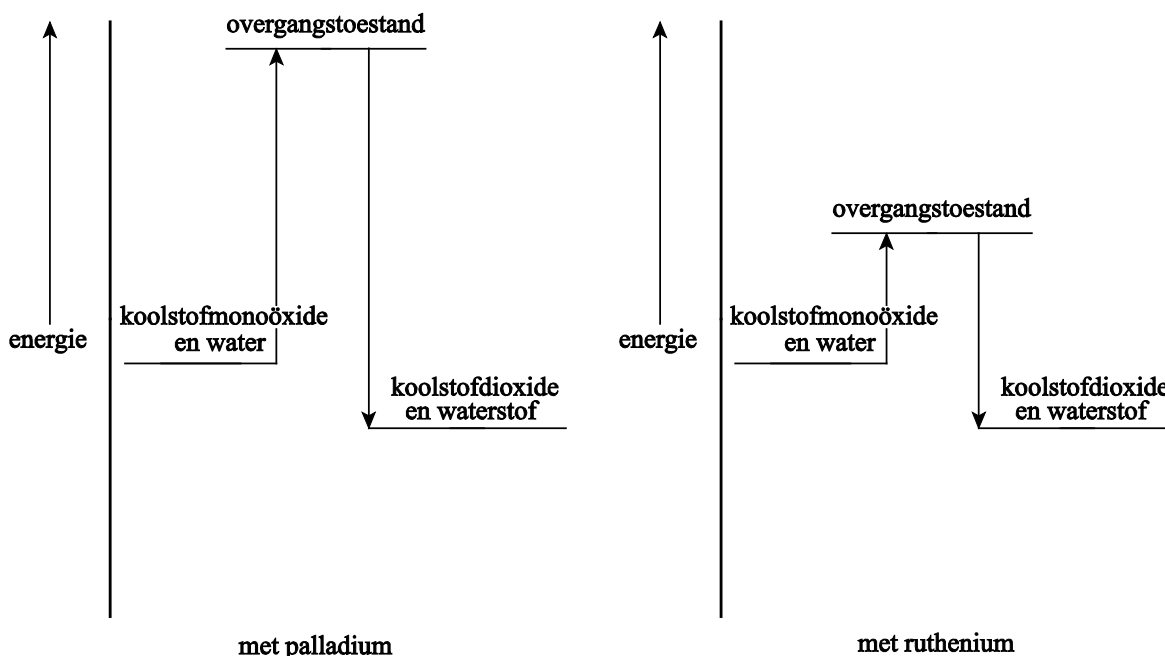 overgangstoestand
koolstofmonoöxide
en water
energie
koolstofdioxide
en waterstof
met palladium
overgangstoestand
koolstofmonoöxide
en water
energie
koolstofdioxide
en waterstof
met ruthenium